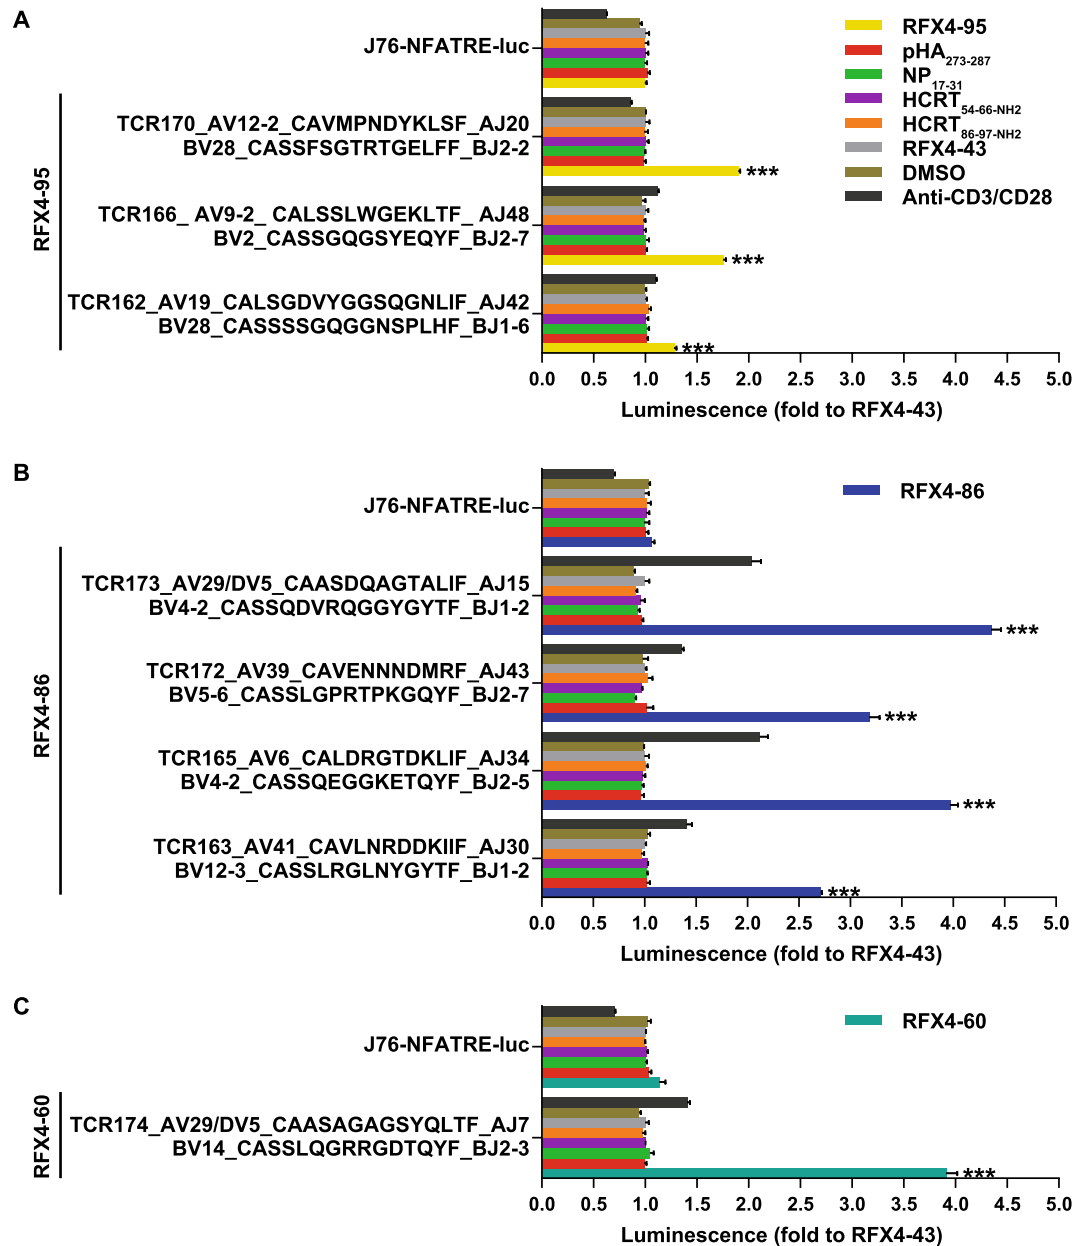 A
J76-NFATRE-luc
RFX4-95
TCR170_AV12-2_CAVMPNDYKLSF_AJ20
BV28_CASSFSGTRTGELFF_BJ2-2
***
TCR166_ AV9-2_ CALSSLWGEKLTF_AJ48
BV2_CASSGQGSYEQYF_BJ2-7
***
TCR162_AV19_CALSGDVYGGSQGNLIF_AJ42
BV28_CASSSSGQGGNSPLHF_BJ1-6
***
0.0 0.5 1.0 1.5 2.0 2.5 3.0 3.5 4.0 4.5 5.0
Luminescence (fold to RFX4-43)
RFX4-95
pHA273-287
NP17-31
HCRT54-66-NH2
HCRT86-97-NH2
RFX4-43
DMSO
Anti-CD3/CD28
B
J76-NFATRE-luc
RFX4-86
RFX4-86
TCR173_AV29/DV5_CAASDQAGTALIF_AJ15
BV4-2_CASSQDVRQGGYGYTF_BJ1-2
***
TCR172_AV39_CAVENNNDMRF_AJ43
BV5-6_CASSLGPRTPKGQYF_BJ2-7
***
TCR165_AV6_CALDRGTDKLIF_AJ34
BV4-2_CASSQEGGKETQYF_BJ2-5
***
TCR163_AV41_CAVLNRDDKIIF_AJ30
BV12-3_CASSLRGLNYGYTF_BJ1-2
***
0.0 0.5 1.0 1.5 2.0 2.5 3.0 3.5 4.0 4.5 5.0
Luminescence (fold to RFX4-43)
C
J76-NFATRE-luc
RFX4-60
RFX4-60
TCR174_AV29/DV5_CAASAGAGSYQLTF_AJ7
BV14_CASSLQGRRGDTQYF_BJ2-3
***
0.0 0.5 1.0 1.5 2.0 2.5 3.0 3.5 4.0 4.5 5.0
Luminescence (fold to RFX4-43)